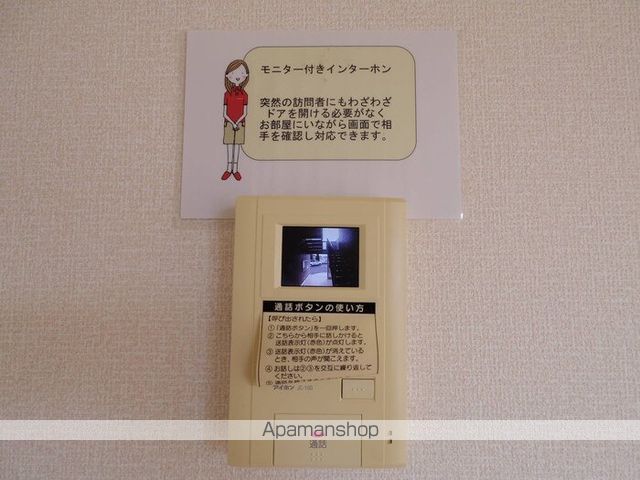 モニター付きインターホン
突然の訪問者にもわざわざ
ドアを開ける必要がなく
お部屋にいながら画面で相
手を確認し対応できます。
通話ボタンの使い方
【呼び出されたら】
①「通話ボタン」を一回押します。
②こちらから相手に話しかけると
送話表示灯(赤色)が点灯します。
③送話表示灯(赤色)が消えている
とき、相手の声が聞こえます。
④お話しは②③を交互に繰り返して
ください。
アイホン
Apamanshop
通話